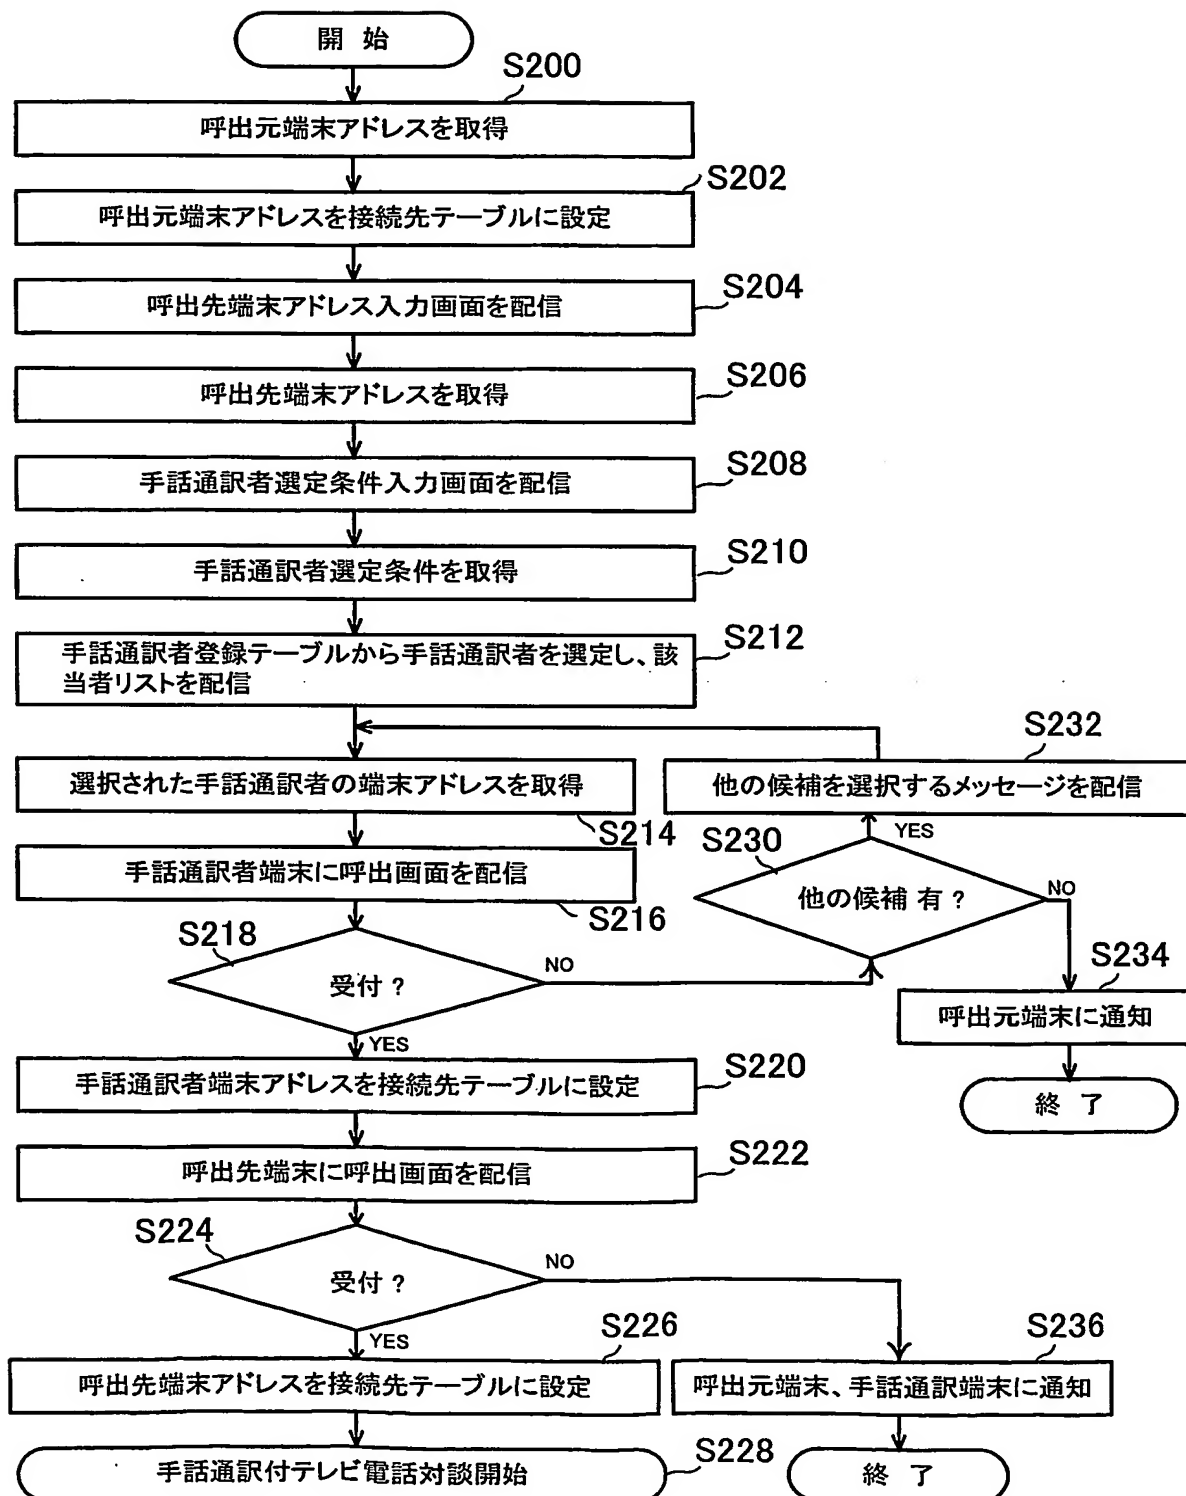 開 始
S200
呼出元端末アドレスを取得
S202
呼出元端末アドレスを接続先テーブルに設定
S204
呼出先端末アドレス入力画面を配信
S206
呼出先端末アドレスを取得
S208
手話通訳者選定条件入力画面を配信
S210
手話通訳者選定条件を取得
S212
手話通訳者登録テーブルから手話通訳者を選定し、該
当者リストを配信
S232
選択された手話通訳者の端末アドレスを取得
他の候補を選択するメッセージを配信
S214
YES
S230
手話通訳者端末に呼出画面を配信
他の候補 有 ?
NO
S216
S218
受付 ?
NO
S234
呼出元端末に通知
YES
S220
手話通訳者端末アドレスを接続先テーブルに設定
終 了
S222
呼出先端末に呼出画面を配信
S224
受付 ?
NO
YES
S226
S236
呼出先端末アドレスを接続先テーブルに設定
呼出元端末、手話通訳端末に通知
S228
手話通訳付テレビ電話対談開始
終 了